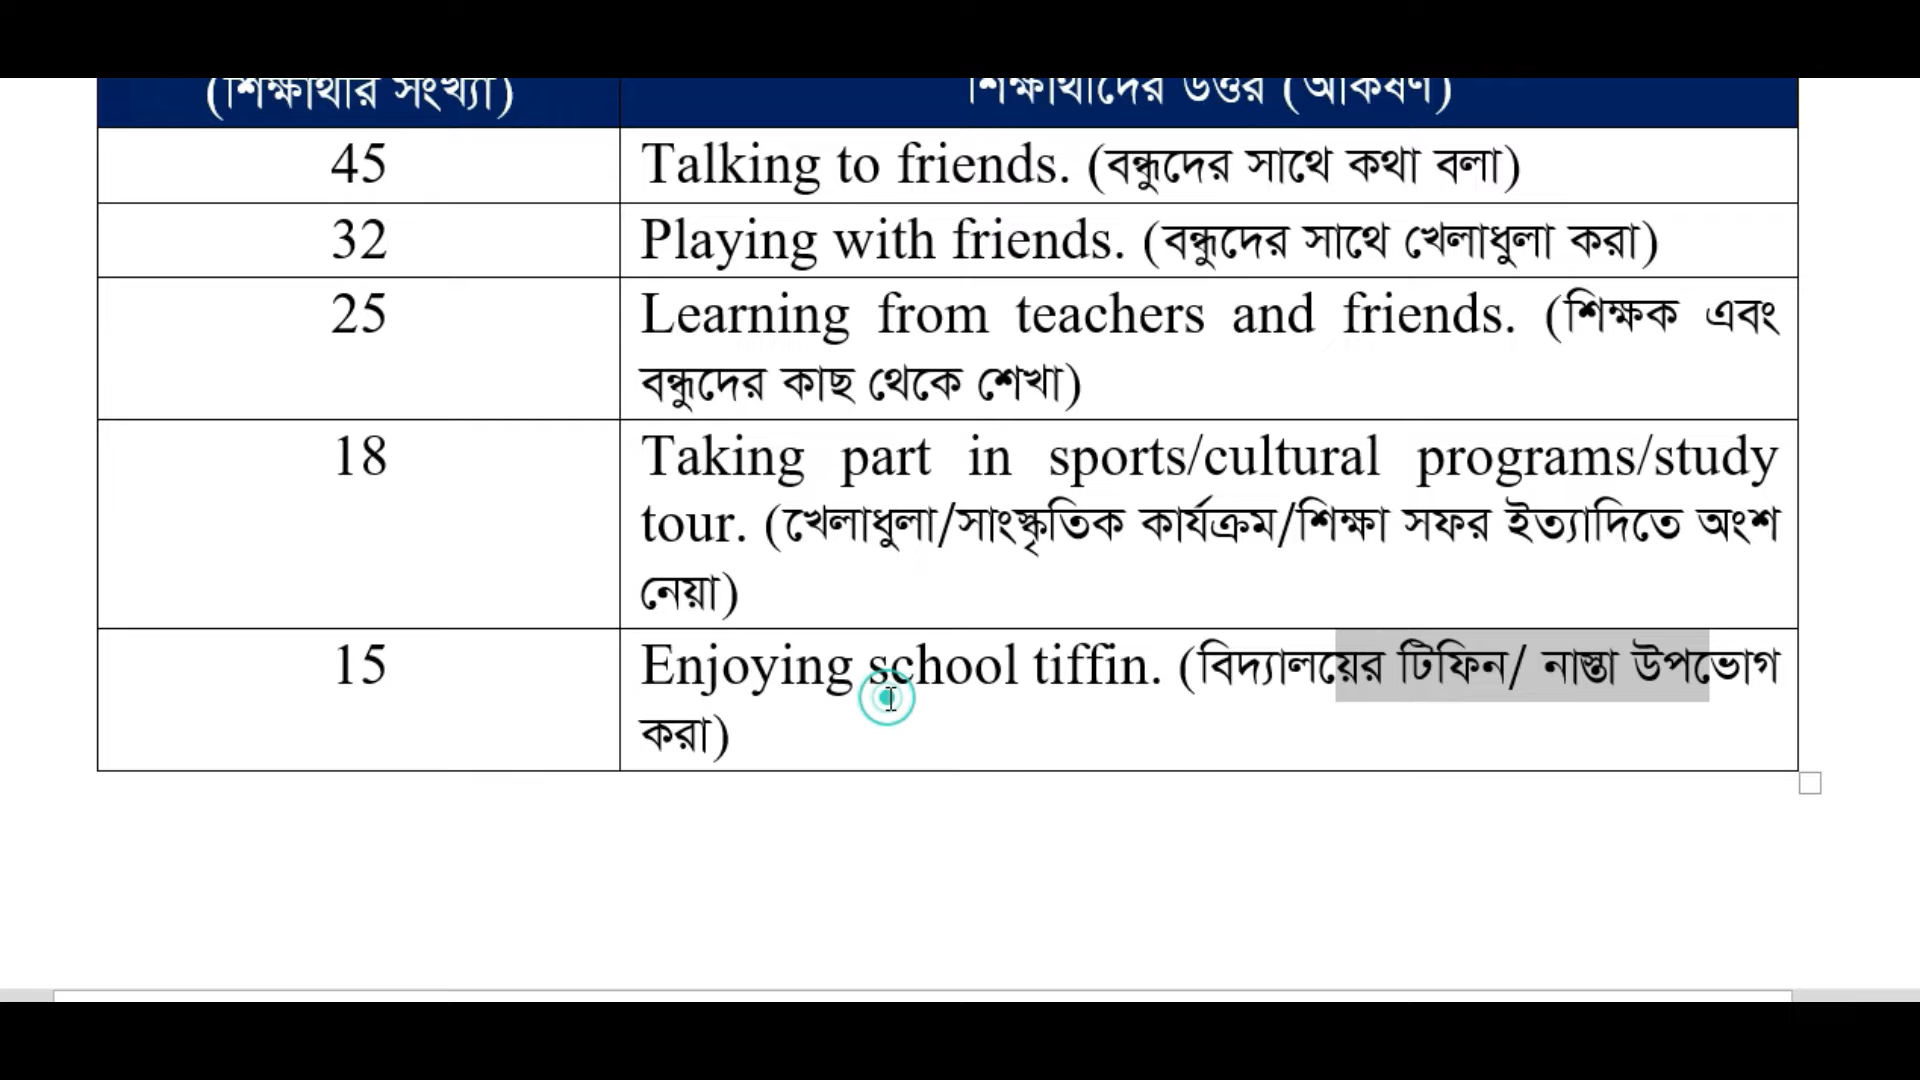 (শিক্ষার্থীর সংখ্যা)
শিক্ষার্থীদের উত্তর (আকর্ষণ)
45
Talking to friends. (বন্ধুদের সাথে কথা বলা)
32
Playing with friends. (বন্ধুদের সাথে খেলাধুলা করা)
25
Learning from teachers and friends. (শিক্ষক এবং
বন্ধুদের কাছ থেকে শেখা)
18
Taking part in sports/cultural programs/study
tour. (খেলাধুলা/সাংস্কৃতিক কার্যক্রম/শিক্ষা সফর ইত্যাদিতে অংশ
নেয়া)
15
Enjoying school tiffin. (বিদ্যালয়ের টিফিন/ নাস্তা উপভোগ
করা)